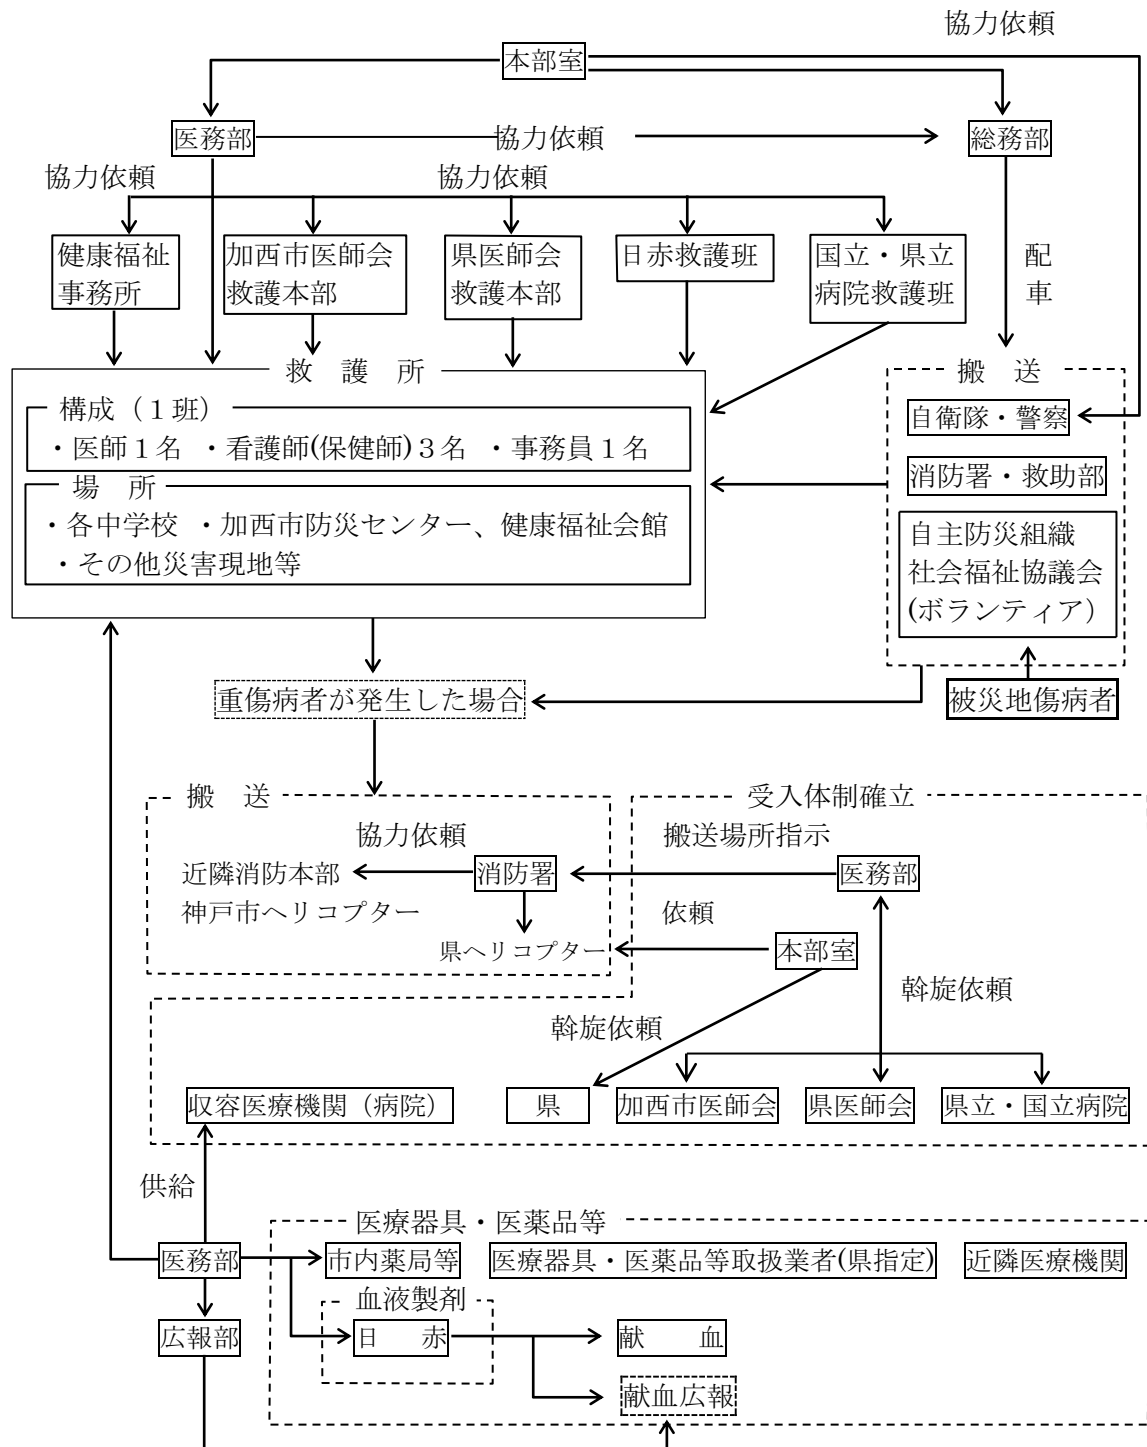 協力依頼
本部室
医務部
協力依頼
総務部
協力依頼
協力依頼
健康福祉
事務所
加西市医師会
救護本部
県医師会
救護本部
日赤救護班
国立・県立
病院救護班
配
車
救　護　所
構成（１班）
・医師１名 ・看護師(保健師)３名 ・事務員１名
場　所
・各中学校 ・加西市防災センター、健康福祉会館
・その他災害現地等
搬　送
自衛隊・警察
消防署・救助部
自主防災組織
社会福祉協議会
(ボランティア）
重傷病者が発生した場合
被災地傷病者
搬　送
協力依頼
近隣消防本部
神戸市ヘリコプター
消防署
県ヘリコプター
受入体制確立
搬送場所指示
医務部
依頼
本部室
斡旋依頼
斡旋依頼
収容医療機関（病院）
県
加西市医師会
県医師会
県立・国立病院
供給
医療器具・医薬品等
医務部
市内薬局等
医療器具・医薬品等取扱業者(県指定)
近隣医療機関
血液製剤
広報部
日　　赤
献　　血
献血広報